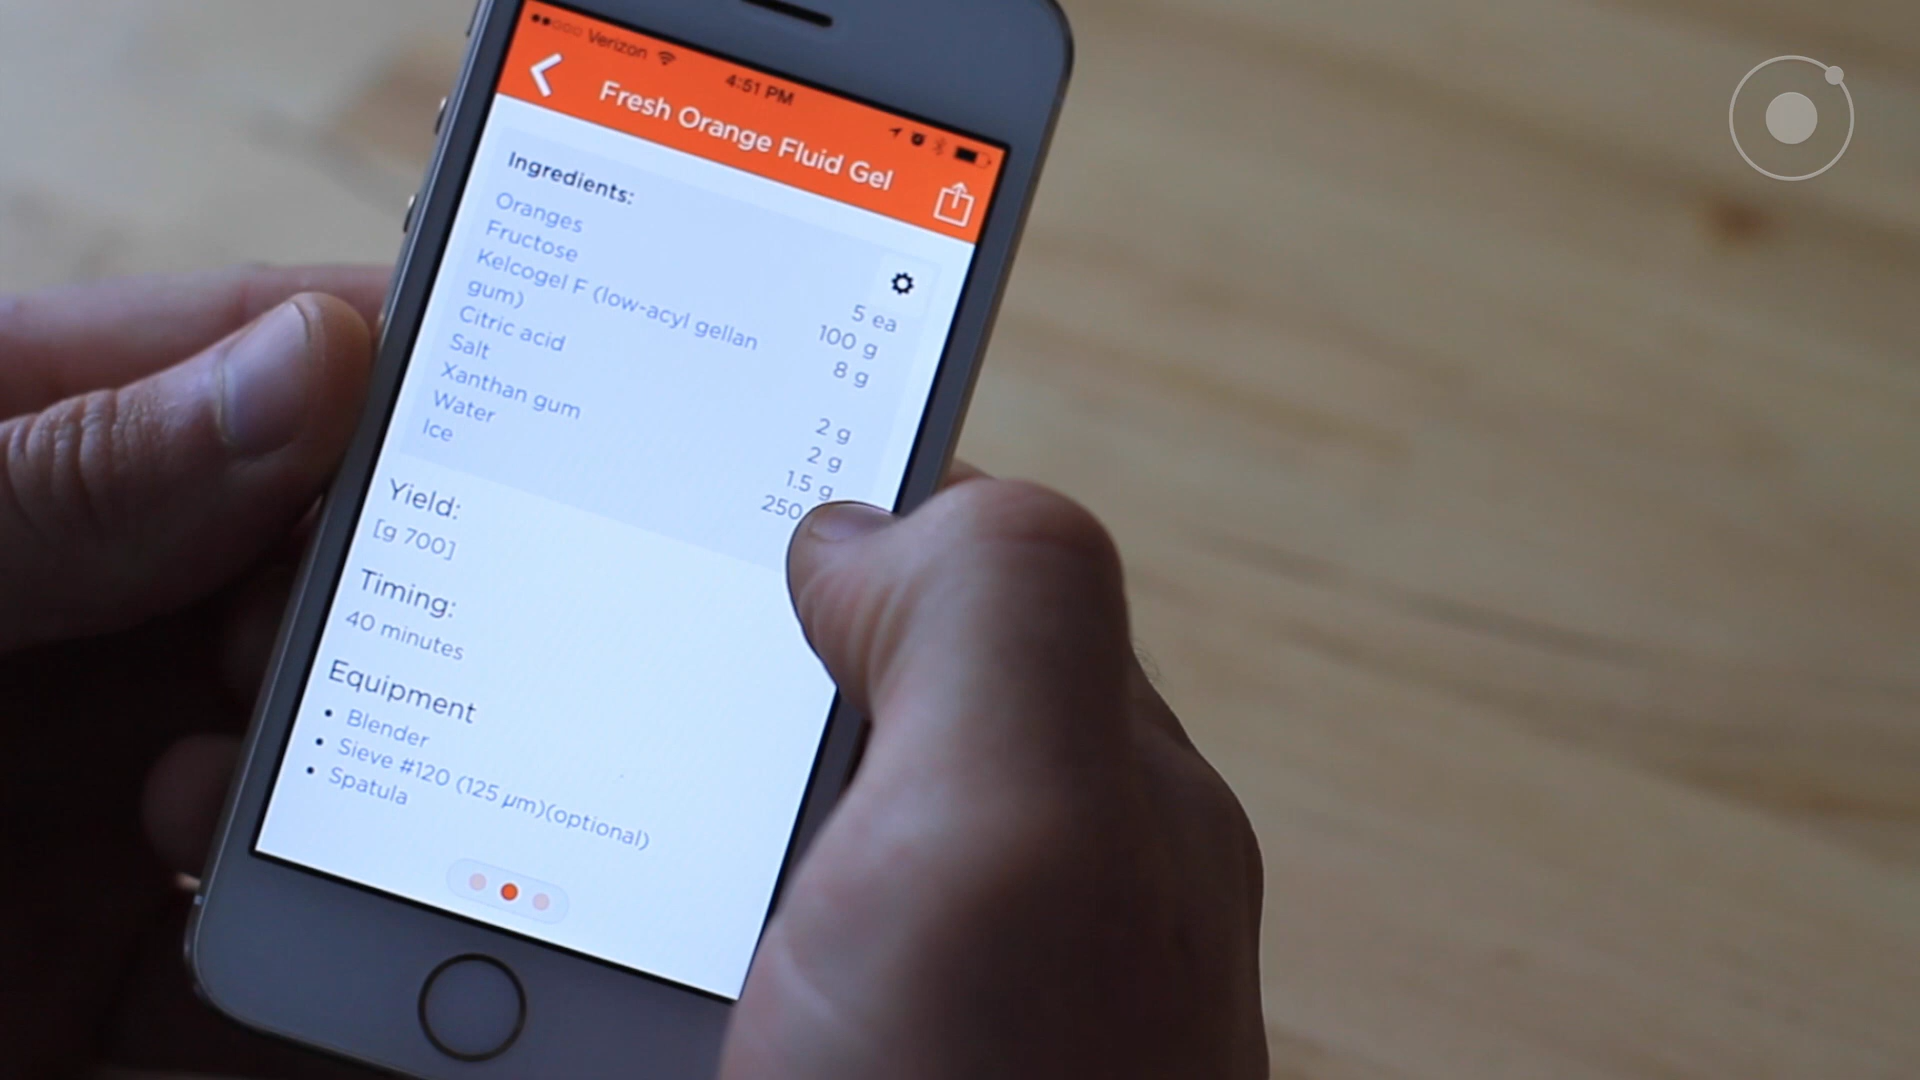 Verizon
4:51 PM
Fresh Orange Fluid Gel
Ingredients:
Oranges 5 ea
Fructose 100 g
Kelcogel F (low-acyl gellan 8 g
gum)
Citric acid 2 g
Salt 2 g
Xanthan gum 1.5 g
Water 250
Ice
Yield:
[g 700]
Timing:
40 minutes
Equipment
• Blender
• Sieve #120 (125 µm)(optional)
• Spatula